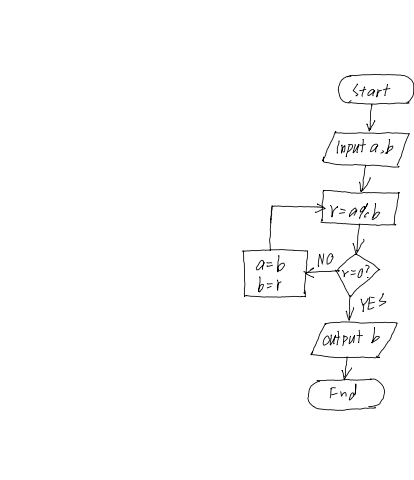 Start
Input a,b
r=a%b
NO
a=b
b=r
r=0?
YES
output b
End